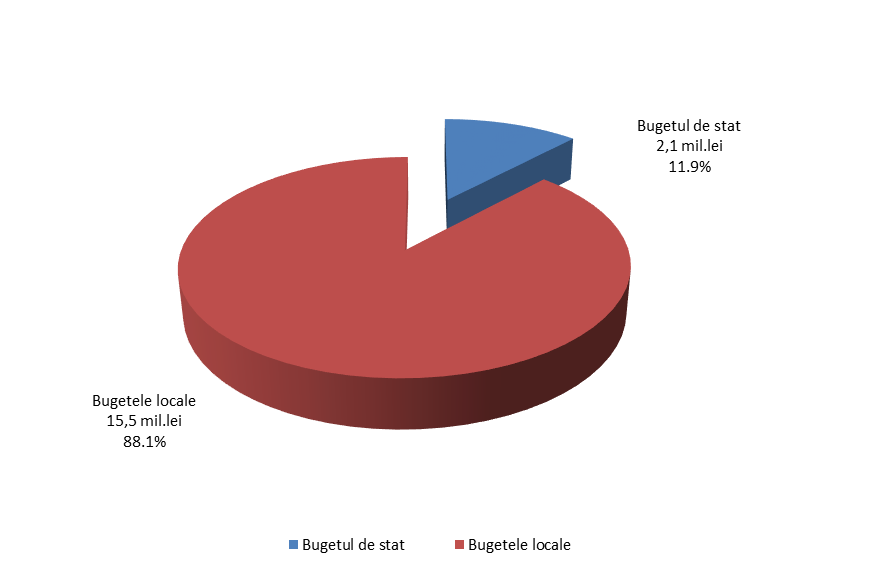 Bugetul de stat
2,1 mil.lei
11.9%
Bugetele locale
15,5 mil.lei
88.1%
Bugetul de stat
Bugetele locale